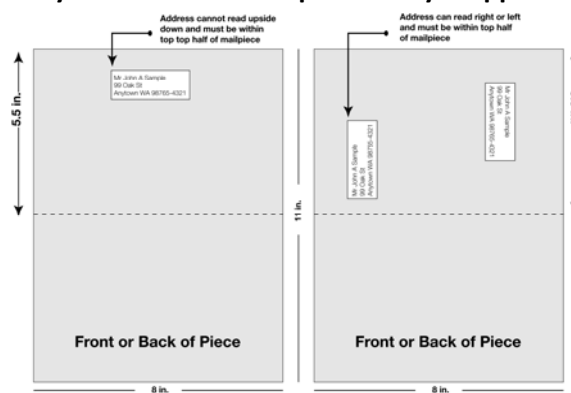 Address cannot read upside
down and must be within
top top half of mailpiece
Address can read right or left
and must be within top half
of mailpiece
5.5 in.
Mr John A Sample
99 Oak St
Anytown WA 98765-4321
Mr John A Sample
99 Oak St
Anytown WA 98765-4321
Mr John A Sample
99 Oak St
Anytown WA 98765-4321
11 in.
Front or Back of Piece
Front or Back of Piece
8 in.
8 in.